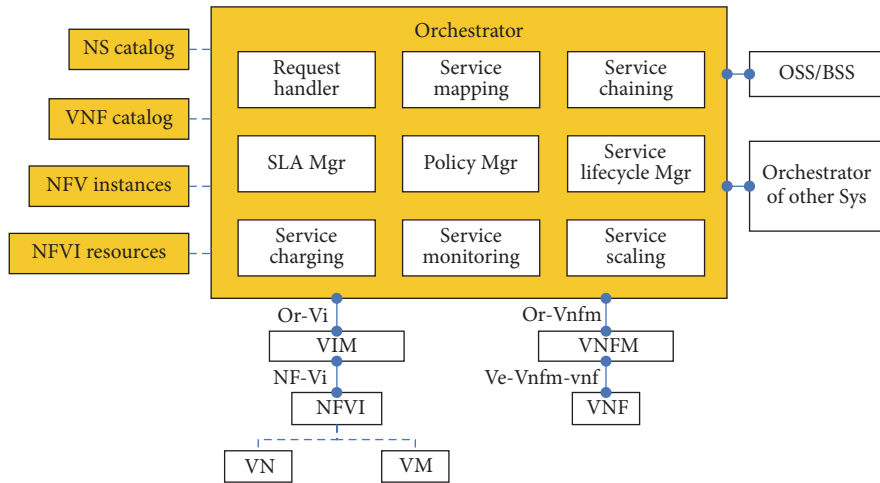 Orchestrator
NS catalog
VNF catalog
NFV instances
NFVI resources
Request
handler
Service
mapping
Service
chaining
SLA Mgr
Policy Mgr
Service
lifecycle Mgr
Service
charging
Service
monitoring
Service
scaling
OSS/BSS
Orchestrator
of other Sys
Or-Vi
VIM
NF-Vi
NFVI
VN
VM
Or-Vnfm
VNFM
Ve-Vnfm-vnf
VNF